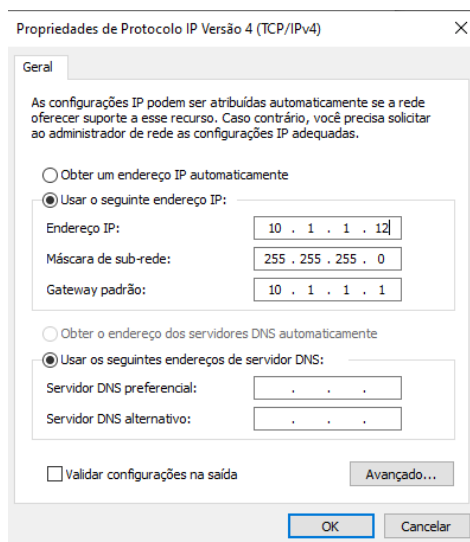 Propriedades de Protocolo IP Versão 4 (TCP/IPv4)
Geral
As configurações IP podem ser atribuídas automaticamente se a rede
oferecer suporte a esse recurso. Caso contrário, você precisa solicitar
ao administrador de rede as configurações IP adequadas.
Obter um endereço IP automaticamente
Usar o seguinte endereço IP:
Endereço IP: 10 . 1 . 1 . 12
Máscara de sub-rede: 255 . 255 . 255 . 0
Gateway padrão: 10 . 1 . 1 . 1
Obter o endereço dos servidores DNS automaticamente
Usar os seguintes endereços de servidor DNS:
Servidor DNS preferencial: . . .
Servidor DNS alternativo: . . .
Validar configurações na saída Avançado...
OK Cancelar